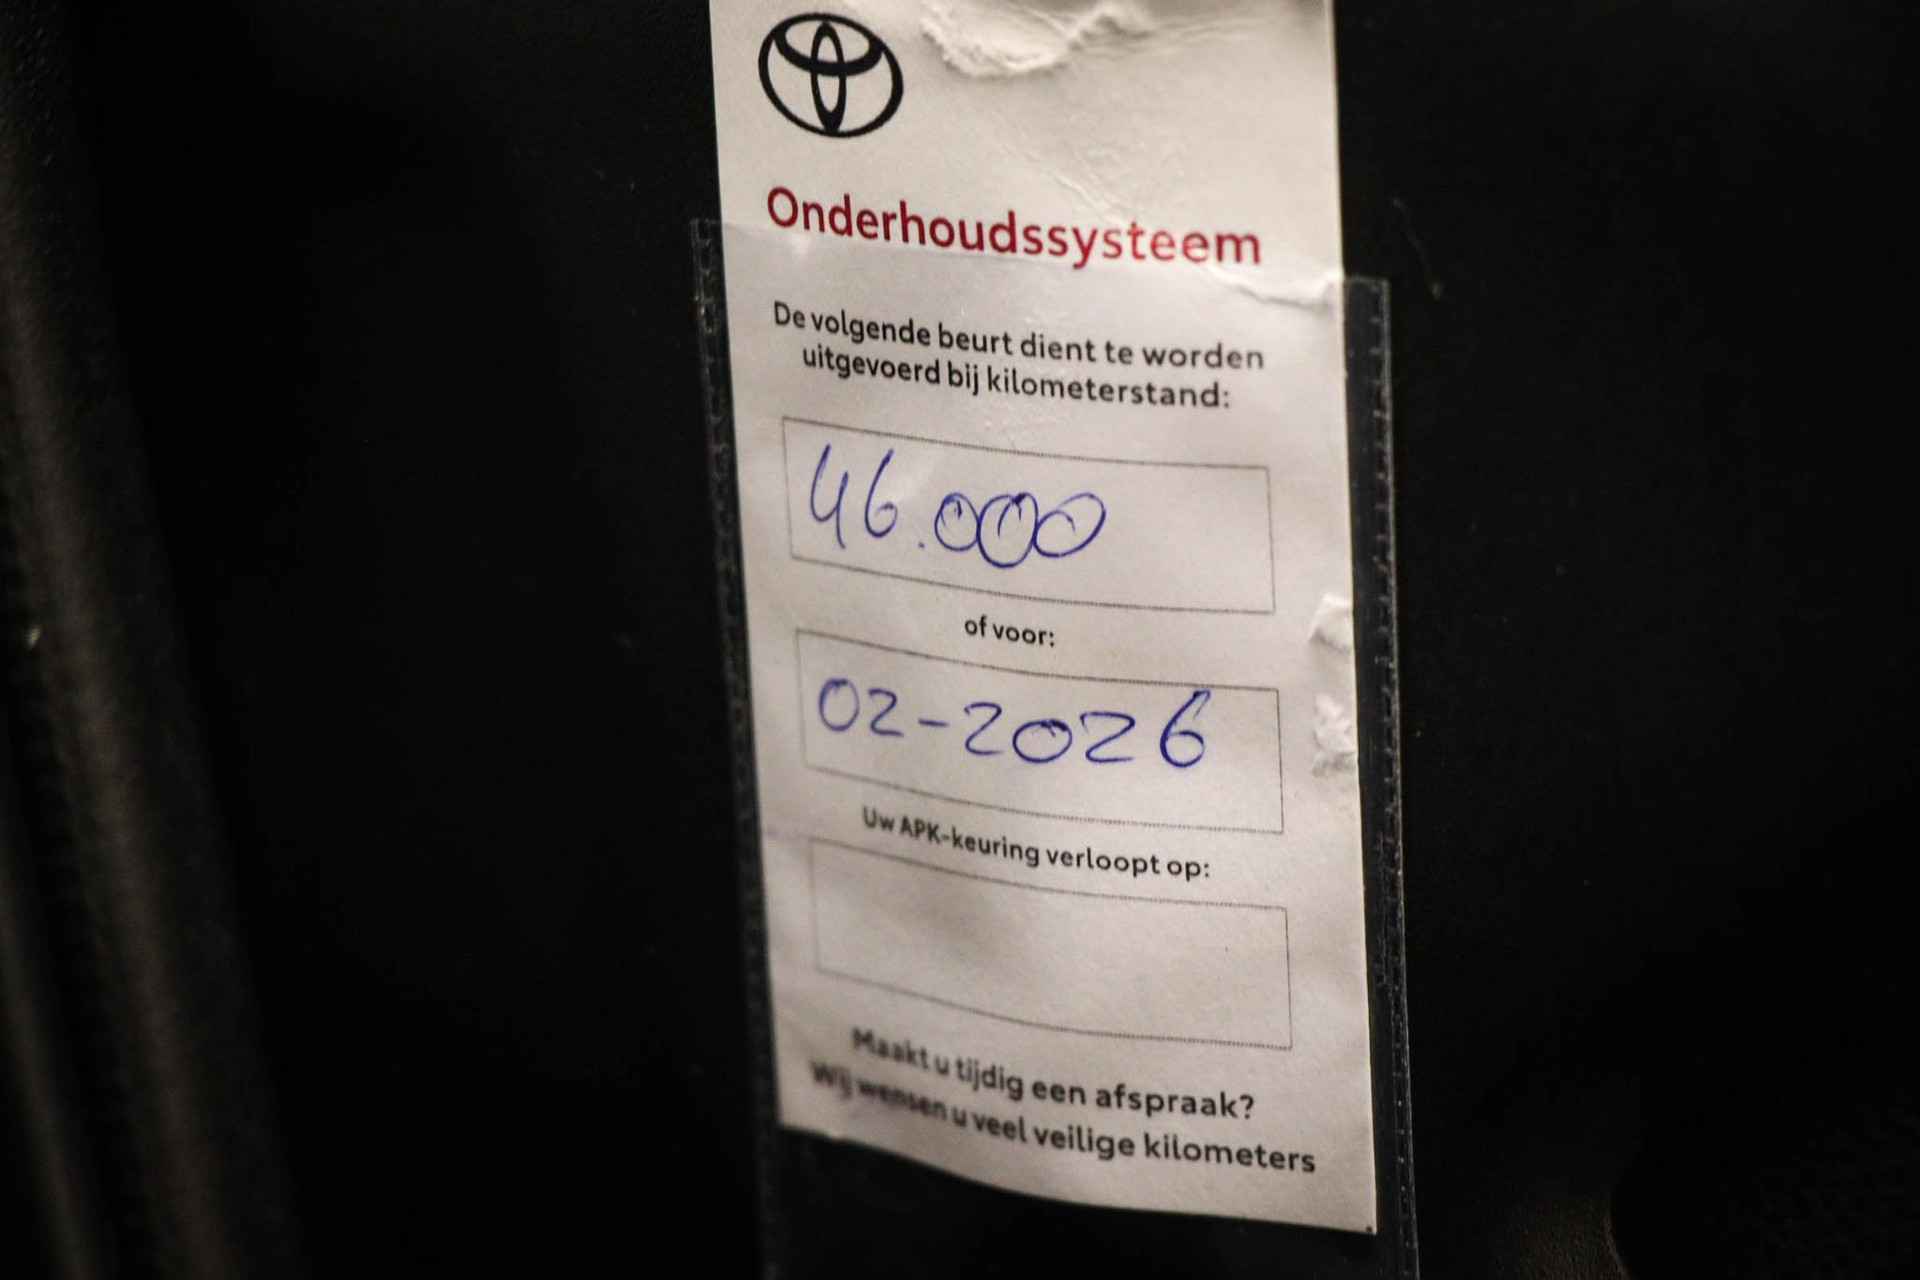 Onderhoudssysteem
De volgende beurt dient te worden
uitgevoerd bij kilometerstand:
46.000
of voor:
02-2026
Uw APK-keuring verloopt op:
Maakt u tijdig een afspraak?
Wij wensen u veel veilige kilometers